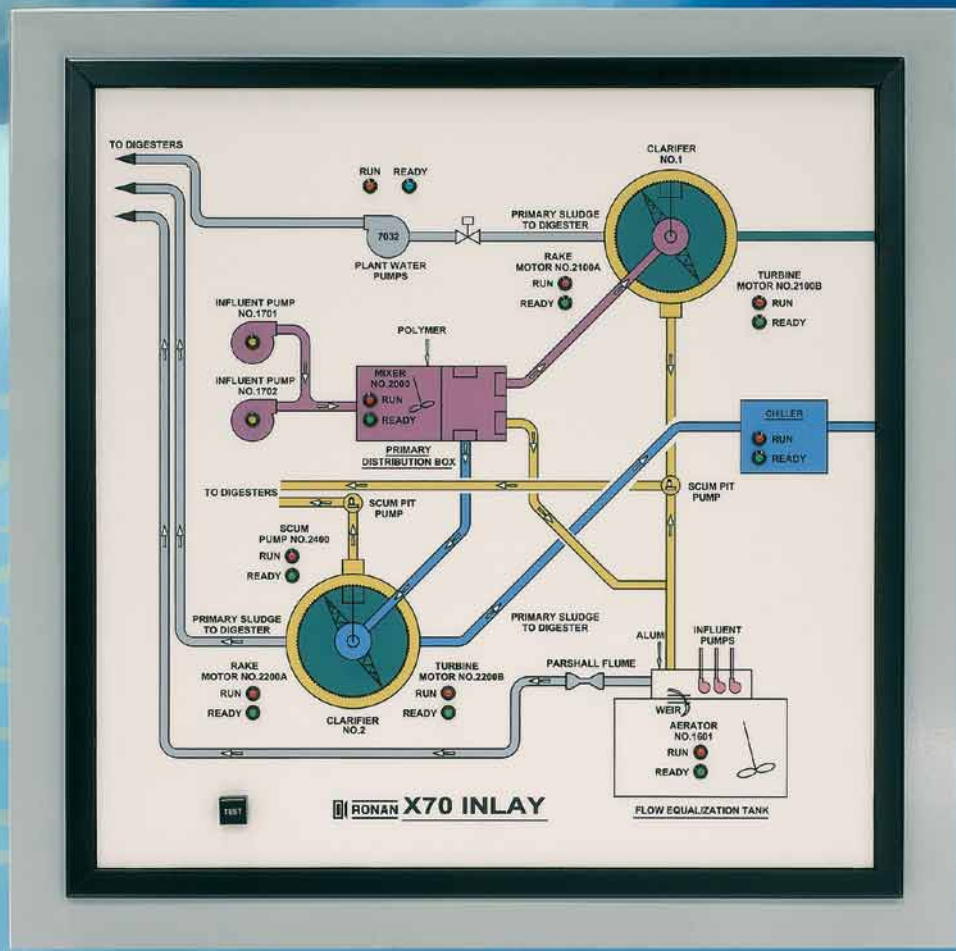 TO DIGESTERS
RUN READY
7032
PLANT WATER
PUMPS
CLARIFER
NO.1
PRIMARY SLUDGE
TO DIGESTER
RAKE
MOTOR NO.2100A
RUN
READY
TURBINE
MOTOR NO.2100B
RUN
READY
INFLUENT PUMP
NO.1701
INFLUENT PUMP
NO.1702
POLYMER
MIXER
NO.2000
RUN
READY
PRIMARY
DISTRIBUTION BOX
CHILLER
RUN
READY
TO DIGESTERS
SCUM PIT
PUMP
SCUM PIT
PUMP
SCUM
PUMP NO.2400
RUN
READY
PRIMARY SLUDGE
TO DIGESTER
PRIMARY SLUDGE
TO DIGESTER
RAKE
MOTOR NO.2200A
RUN
READY
CLARIFIER
NO.2
TURBINE
MOTOR NO.2200B
RUN
READY
PARSHALL FLUME
ALUM
INFLUENT
PUMPS
WEIR
AERATOR
NO.1601
RUN
READY
FLOW EQUALIZATION TANK
TEST
RONAN X70 INLAY